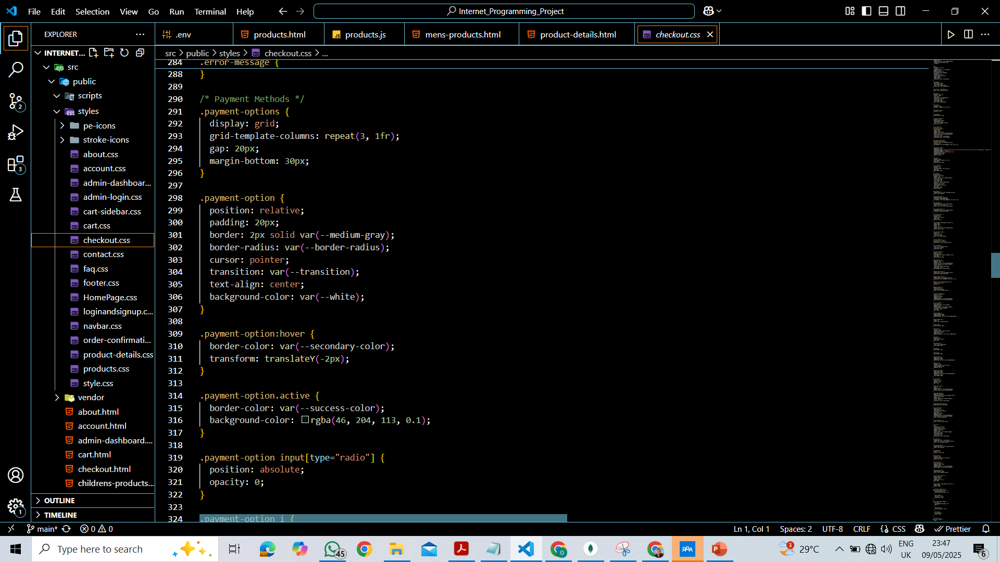 File Edit Selection View Go Run Terminal Help
Internet_Programming_Project
EXPLORER
.env
products.html
products.js
mens-products.html
product-details.html
checkout.css
INTERNET...
src > public > styles > checkout.css > ...
src
public
scripts
styles
pe-icons
stroke-icons
about.css
account.css
admin-dashboar...
admin-login.css
cart-sidebar.css
cart.css
checkout.css
contact.css
faq.css
footer.css
HomePage.css
loginandsignup.c...
navbar.css
order-confirmati...
product-details.css
products.css
style.css
vendor
about.html
account.html
admin-dashboard....
cart.html
checkout.html
childrens-products...
OUTLINE
TIMELINE
2
3
1
284 .error-message {
288 }
289
290 /* Payment Methods */
291 .payment-options {
292 display: grid;
293 grid-template-columns: repeat(3, 1fr);
294 gap: 20px;
295 margin-bottom: 30px;
296 }
297
298 .payment-option {
299 position: relative;
300 padding: 20px;
301 border: 2px solid var(--medium-gray);
302 border-radius: var(--border-radius);
303 cursor: pointer;
304 transition: var(--transition);
305 text-align: center;
306 background-color: var(--white);
307 }
308
309 .payment-option:hover {
310 border-color: var(--secondary-color);
311 transform: translateY(-2px);
312 }
313
314 .payment-option.active {
315 border-color: var(--success-color);
316 background-color: rgba(46, 204, 113, 0.1);
317 }
318
319 .payment-option input[type="radio"] {
320 position: absolute;
321 opacity: 0;
322 }
323
324 .payment-option i {
main* 0 0
Ln 1, Col 1 Spaces: 2 UTF-8 CRLF CSS Prettier
Type here to search
45
3
29°C
ENG
UK
23:47
09/05/2025
6